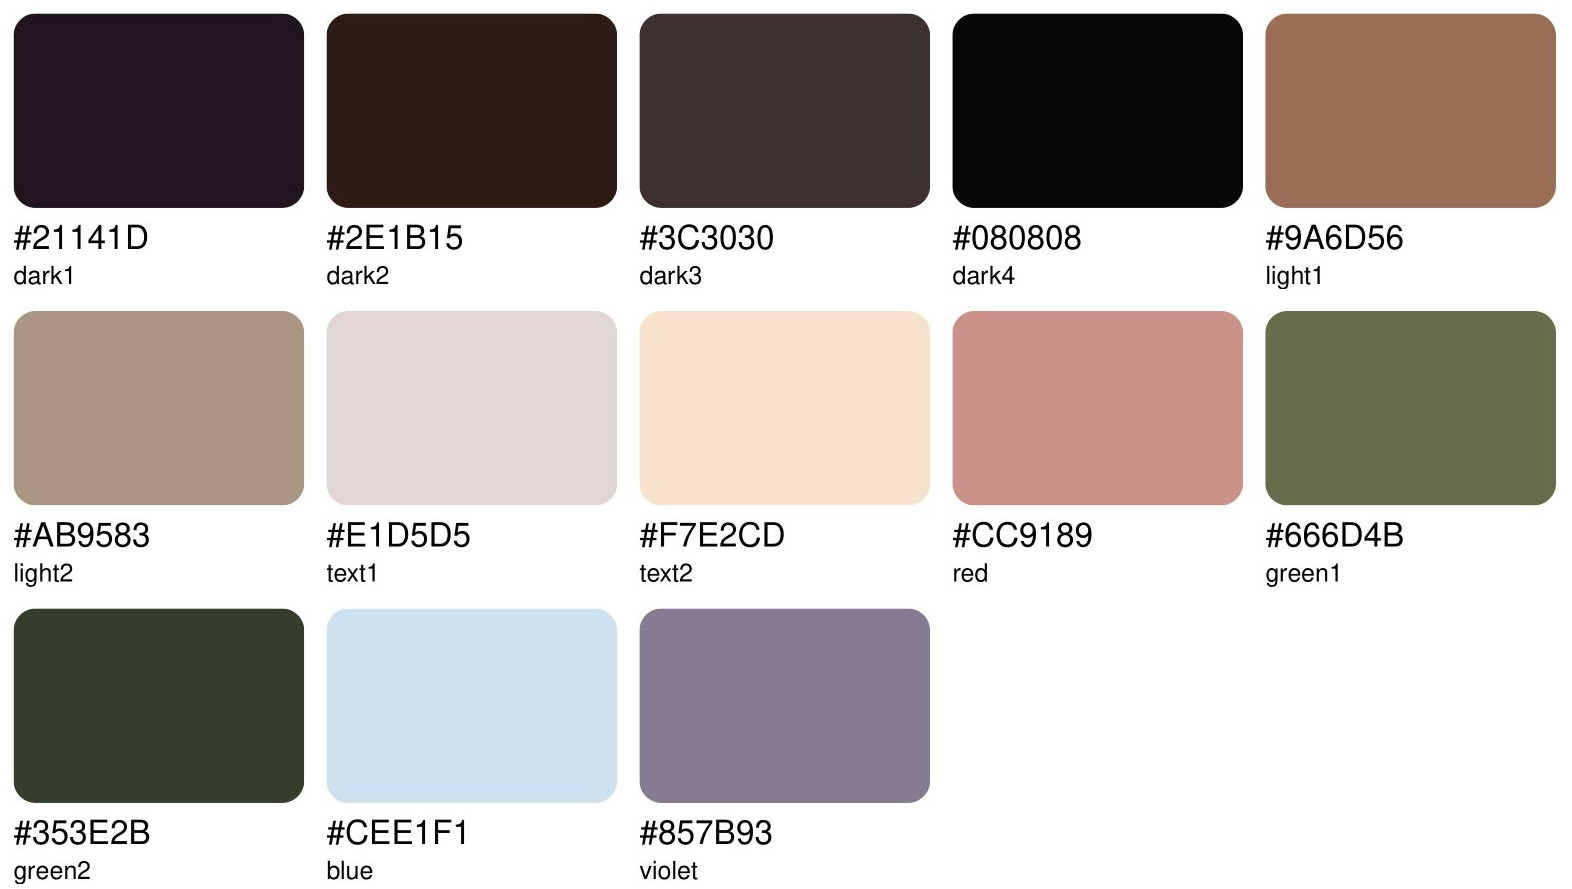 #21141D
dark1
#2E1B15
dark2
#3C3030
dark3
#080808
dark4
#9A6D56
light1
#AB9583
light2
#E1D5D5
text1
#F7E2CD
text2
#CC9189
red
#666D4B
green1
#353E2B
green2
#CEE1F1
blue
#857B93
violet